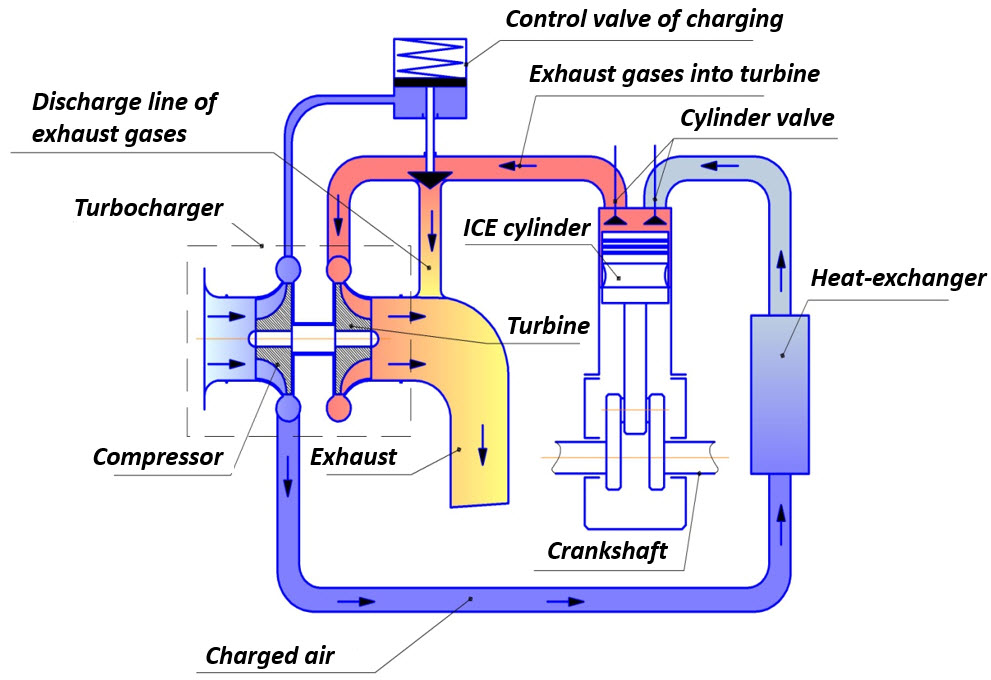 Control valve of charging
Exhaust gases into turbine
Discharge line of
exhaust gases
Cylinder valve
Turbocharger
ICE cylinder
Heat-exchanger
Turbine
Compressor
Exhaust
Crankshaft
Charged air